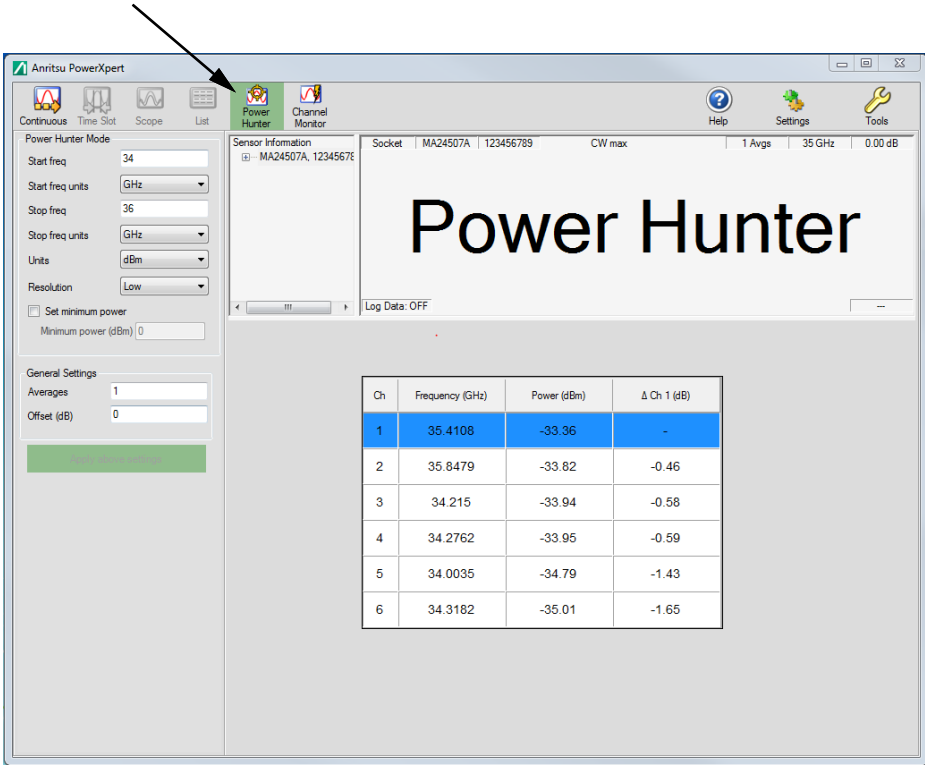 Anritsu PowerXpert
Continuous Time Slot Scope List Power Hunter Channel Monitor Help Settings Tools
Power Hunter Mode
Start freq 34
Start freq units GHz
Stop freq 36
Stop freq units GHz
Units dBm
Resolution Low
Set minimum power
Minimum power (dBm) 0
General Settings
Averages 1
Offset (dB) 0
Apply above settings
Sensor Information
MA24507A, 12345678
Socket MA24507A 123456789 CW max 1 Avgs 35 GHz 0.00 dB
Power Hunter
Log Data: OFF ---
Ch Frequency (GHz) Power (dBm) Δ Ch 1 (dB)
1 35.4108 -33.36 -
2 35.8479 -33.82 -0.46
3 34.215 -33.94 -0.58
4 34.2762 -33.95 -0.59
5 34.0035 -34.79 -1.43
6 34.3182 -35.01 -1.65